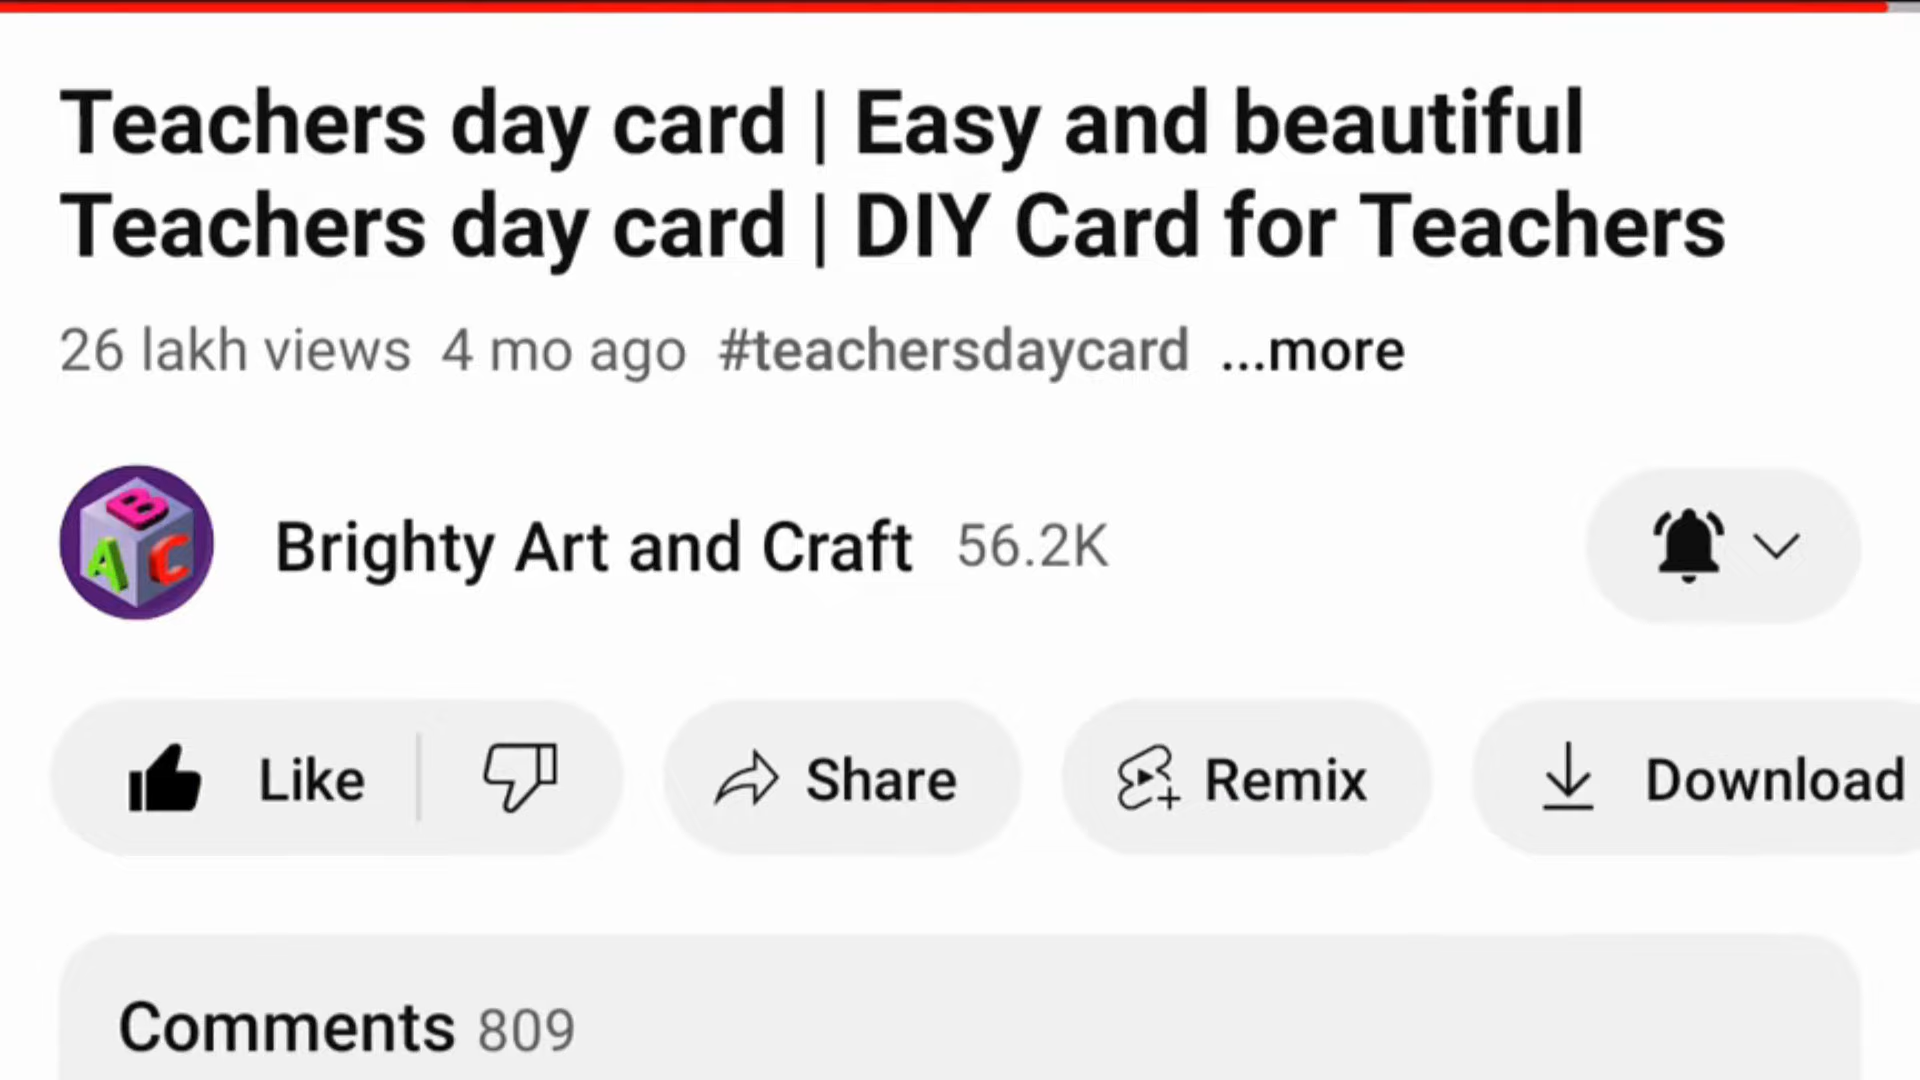 Teachers day card | Easy and beautiful
Teachers day card | DIY Card for Teachers
26 lakh views 4 mo ago #teachersdaycard ...more
B
A C
Brighty Art and Craft 56.2K
Like Share Remix Download
Comments 809